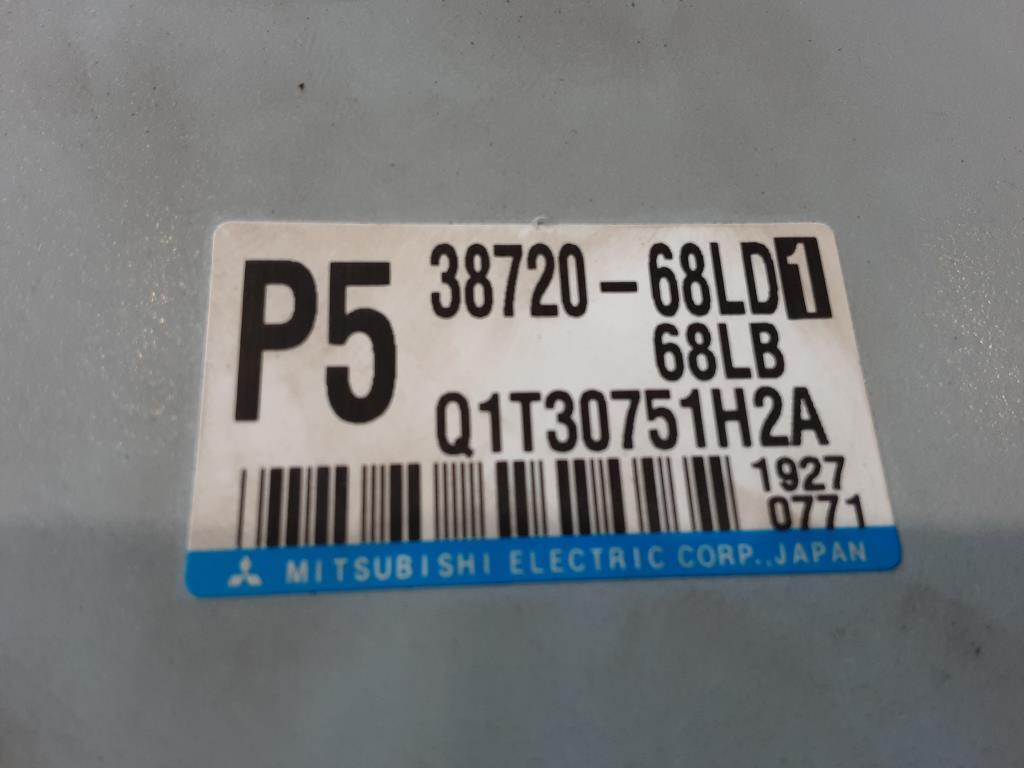 P5
38720-68LD1
68LB
Q1T30751H2A
1927
0771
MITSUBISHI ELECTRIC CORP., JAPAN